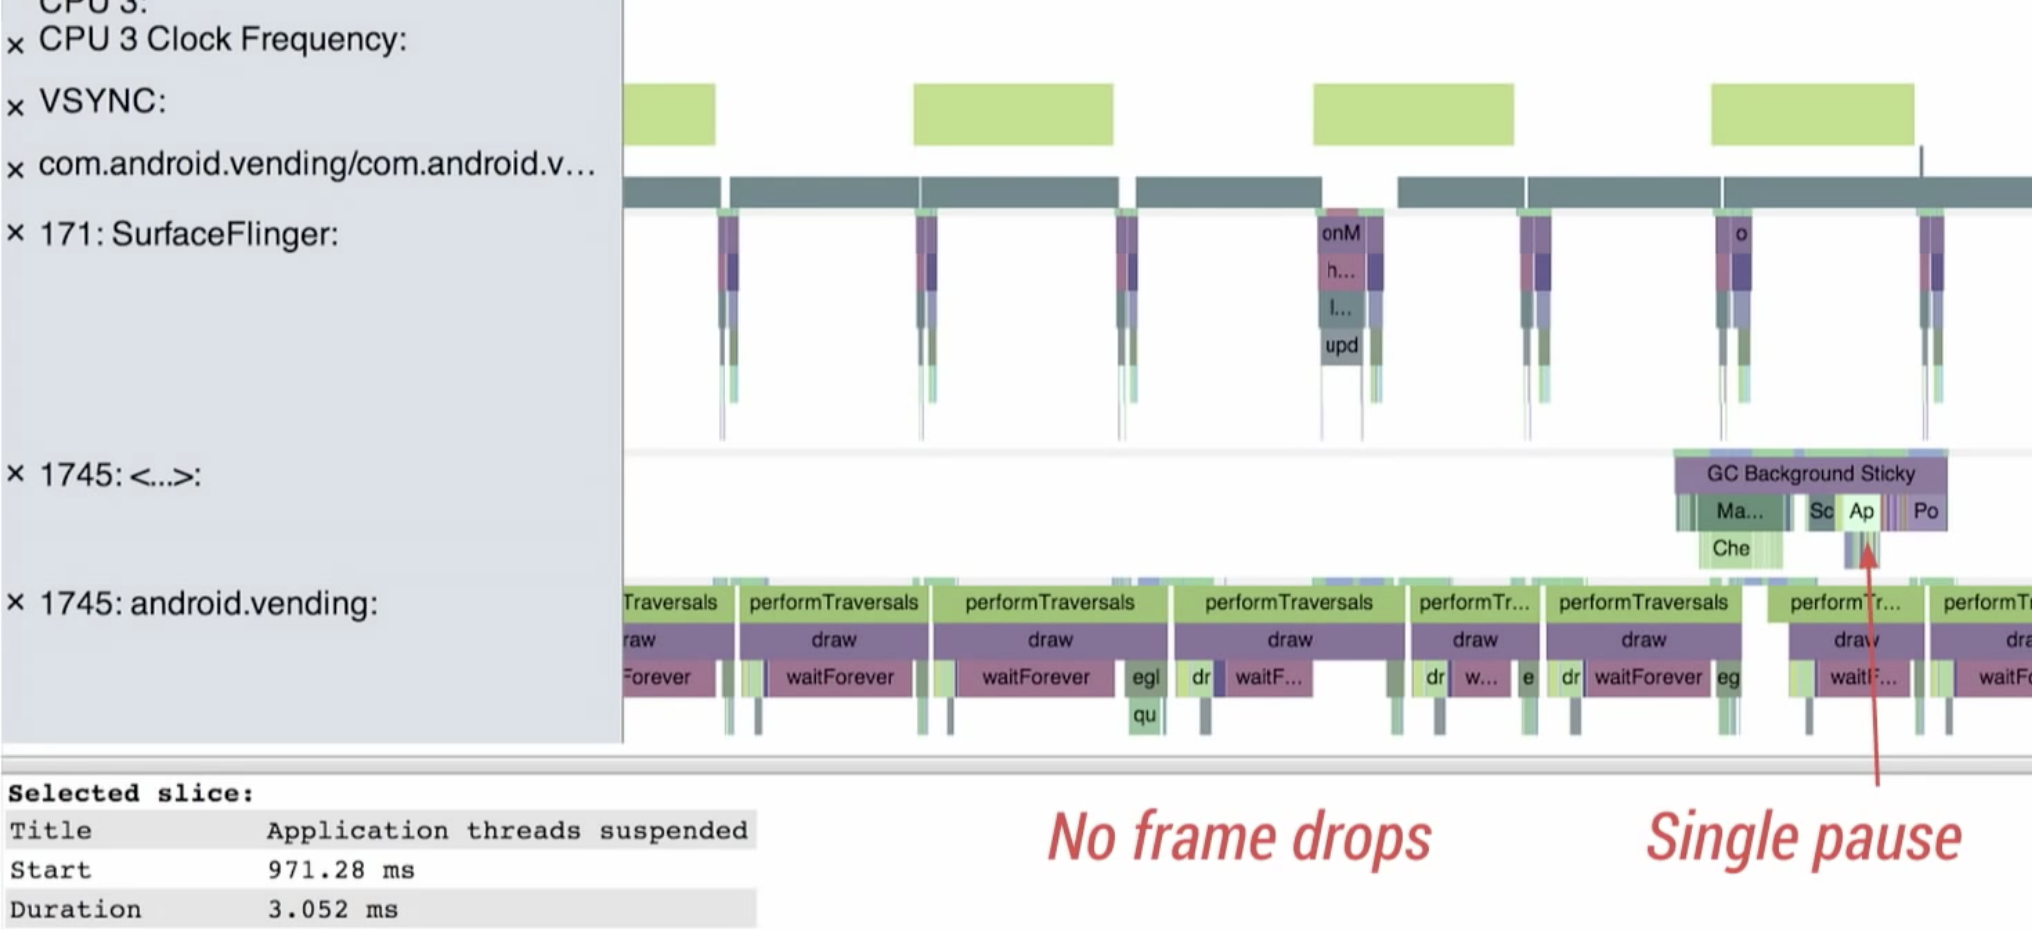 CPU 3:
× CPU 3 Clock Frequency:
× VSYNC:
× com.android.vending/com.android.v...
× 171: SurfaceFlinger:
onM
o
h...
l...
upd
× 1745: <...>:
GC Background Sticky
Ma... Sc Ap Po
Che
× 1745: android.vending:
Traversals performTraversals performTraversals performTraversals performTr... performTraversals performTr... performTr
raw draw draw draw draw draw draw dra
Forever waitForever waitForever egl dr waitF... dr w... e dr waitForever eg waitF... waitFo
qu
Selected slice:
Title Application threads suspended
Start 971.28 ms
Duration 3.052 ms
No frame drops
Single pause